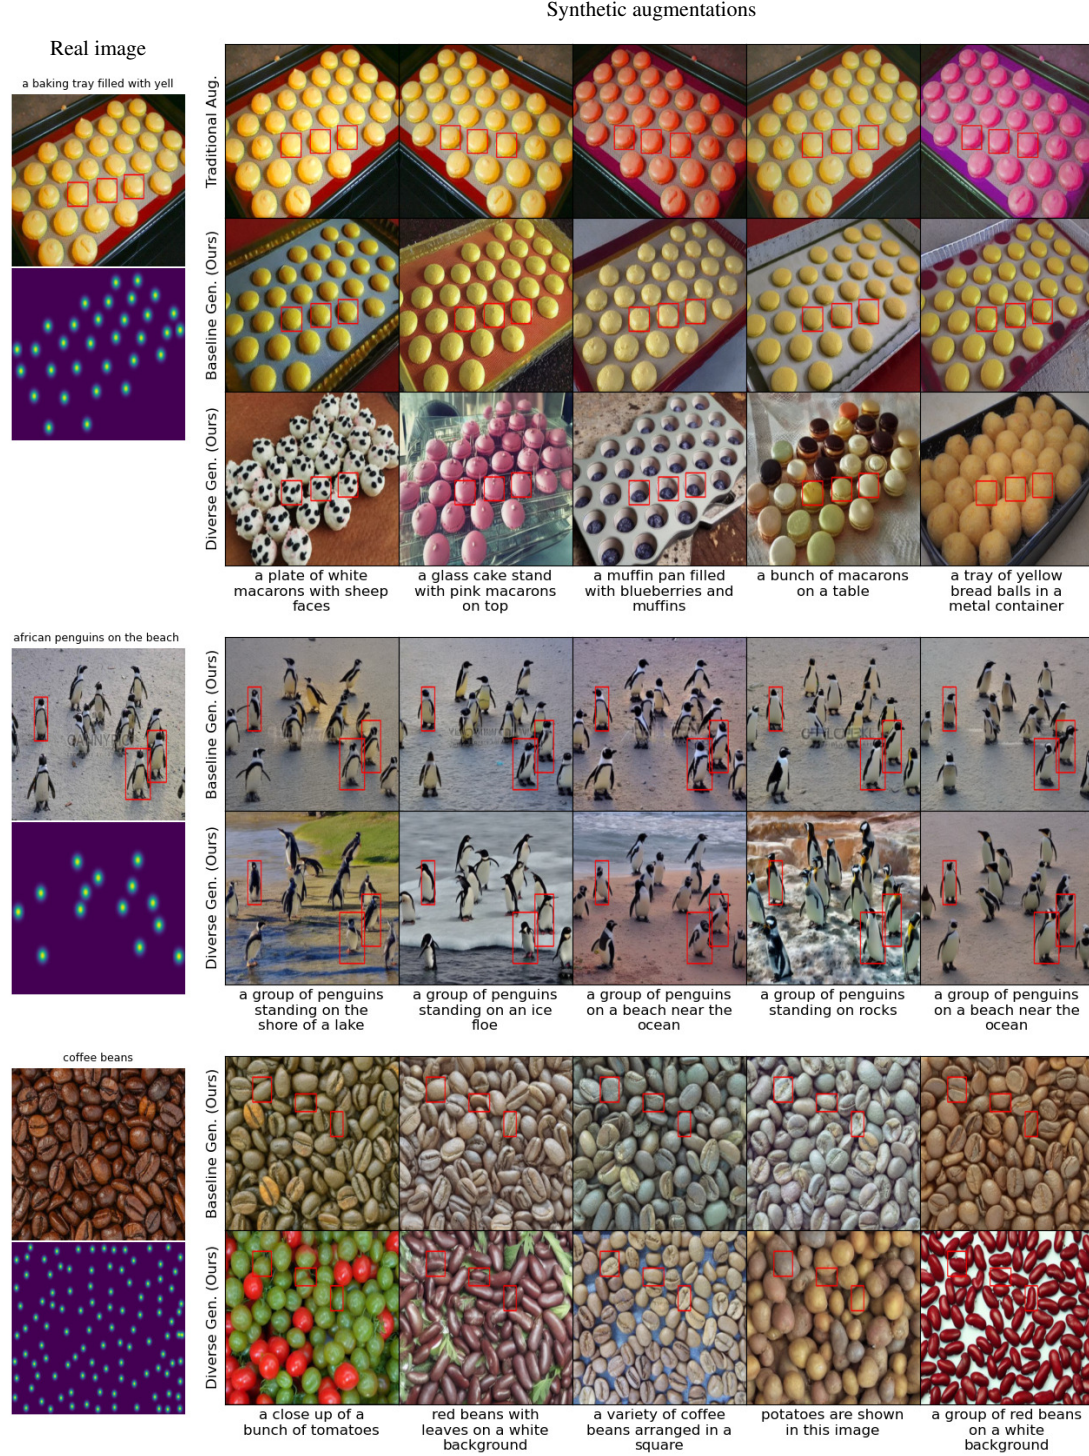 Synthetic augmentations
Real image
a baking tray filled with yell
Traditional Aug.
Baseline Gen. (Ours)
Diverse Gen. (Ours)
a plate of white
macarons with sheep
faces
a glass cake stand
with pink macarons
on top
a muffin pan filled
with blueberries and
muffins
a bunch of macarons
on a table
a tray of yellow
bread balls in a
metal container
african penguins on the beach
Baseline Gen. (Ours)
Diverse Gen. (Ours)
a group of penguins
standing on the
shore of a lake
a group of penguins
standing on an ice
floe
a group of penguins
on a beach near the
ocean
a group of penguins
standing on rocks
a group of penguins
on a beach near the
ocean
coffee beans
Baseline Gen. (Ours)
Diverse Gen. (Ours)
a close up of a
bunch of tomatoes
red beans with
leaves on a white
background
a variety of coffee
beans arranged in a
square
potatoes are shown
in this image
a group of red beans
on a white
background